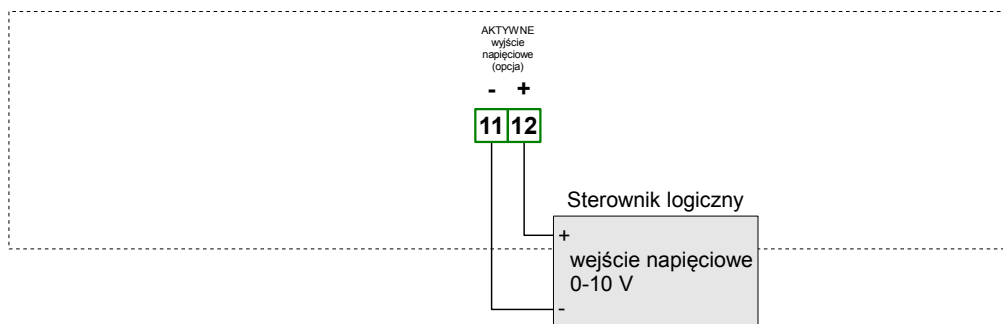 AKTYWNE
wyjście
napięciowe
(opcja)
- +
11 12
Sterownik logiczny
+
wejście napięciowe
0-10 V
-